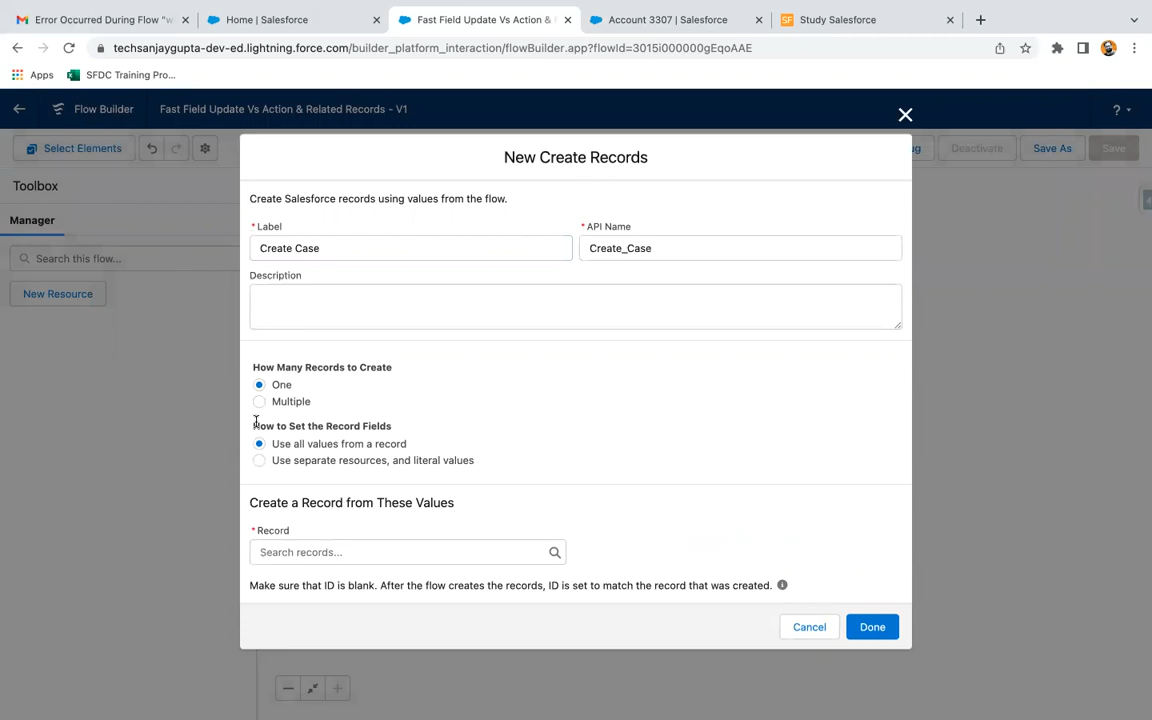 Error Occurred During Flow "w
Home | Salesforce
Fast Field Update Vs Action &
Account 3307 | Salesforce
Study Salesforce
techsanjaygupta-dev-ed.lightning.force.com/builder_platform_interaction/flowBuilder.app?flowId=3015i000000gEqoAAE
Apps
SFDC Training Pro...
Flow Builder
Fast Field Update Vs Action & Related Records - V1
?
Select Elements
ug
Deactivate
Save As
Save
Toolbox
Manager
Search this flow...
New Resource
New Create Records
Create Salesforce records using values from the flow.
* Label
* API Name
Create Case
Create_Case
Description
How Many Records to Create
One
Multiple
How to Set the Record Fields
Use all values from a record
Use separate resources, and literal values
Create a Record from These Values
* Record
Search records...
Make sure that ID is blank. After the flow creates the records, ID is set to match the record that was created.
Cancel
Done